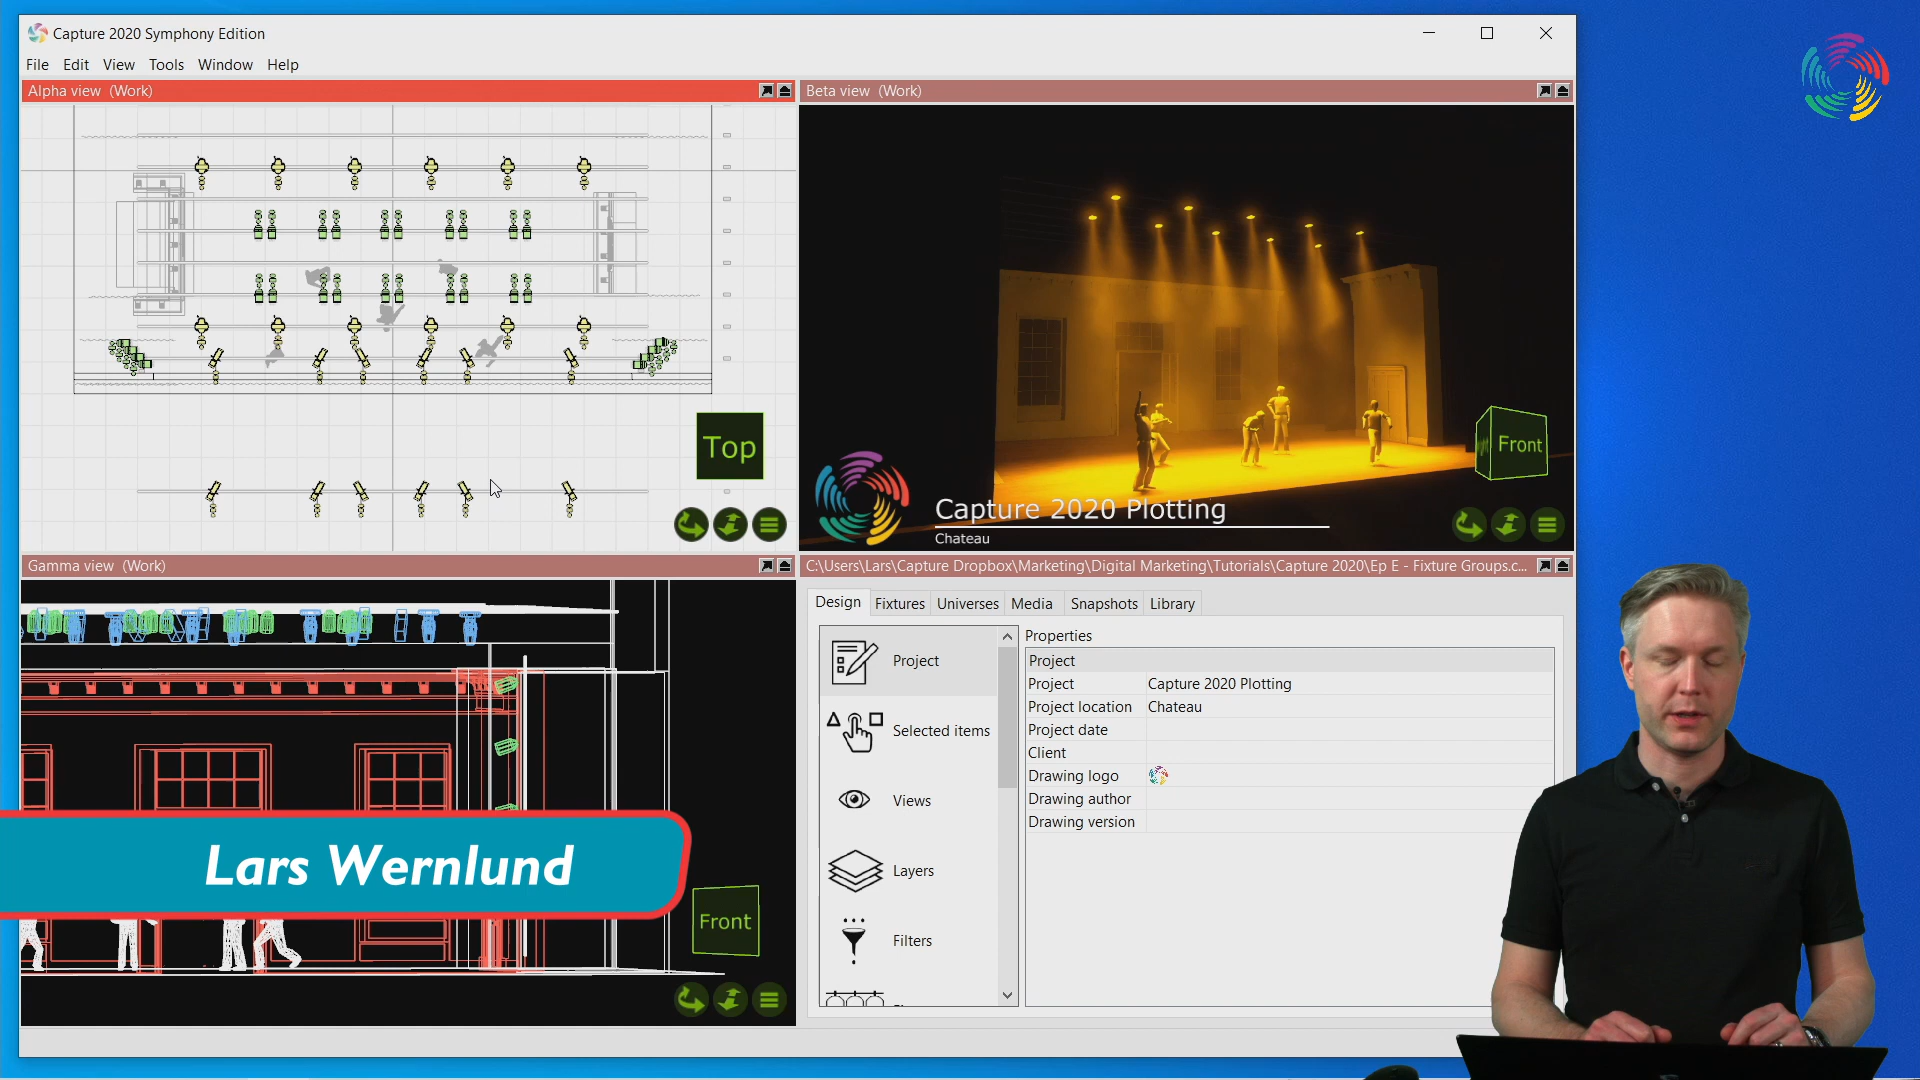 Capture 2020 Symphony Edition
File Edit View Tools Window Help
Alpha view (Work)
Beta view (Work)
Top
Front
Capture 2020 Plotting
Chateau
Gamma view (Work)
C:\Users\Lars\Capture Dropbox\Marketing\Digital Marketing\Tutorials\Capture 2020\Ep E - Fixture Groups.c...
Design Fixtures Universes Media Snapshots Library
Project
Selected items
Views
Layers
Filters
Properties
Project
Project Capture 2020 Plotting
Project location Chateau
Project date
Client
Drawing logo
Drawing author
Drawing version
Lars Wernlund
Front